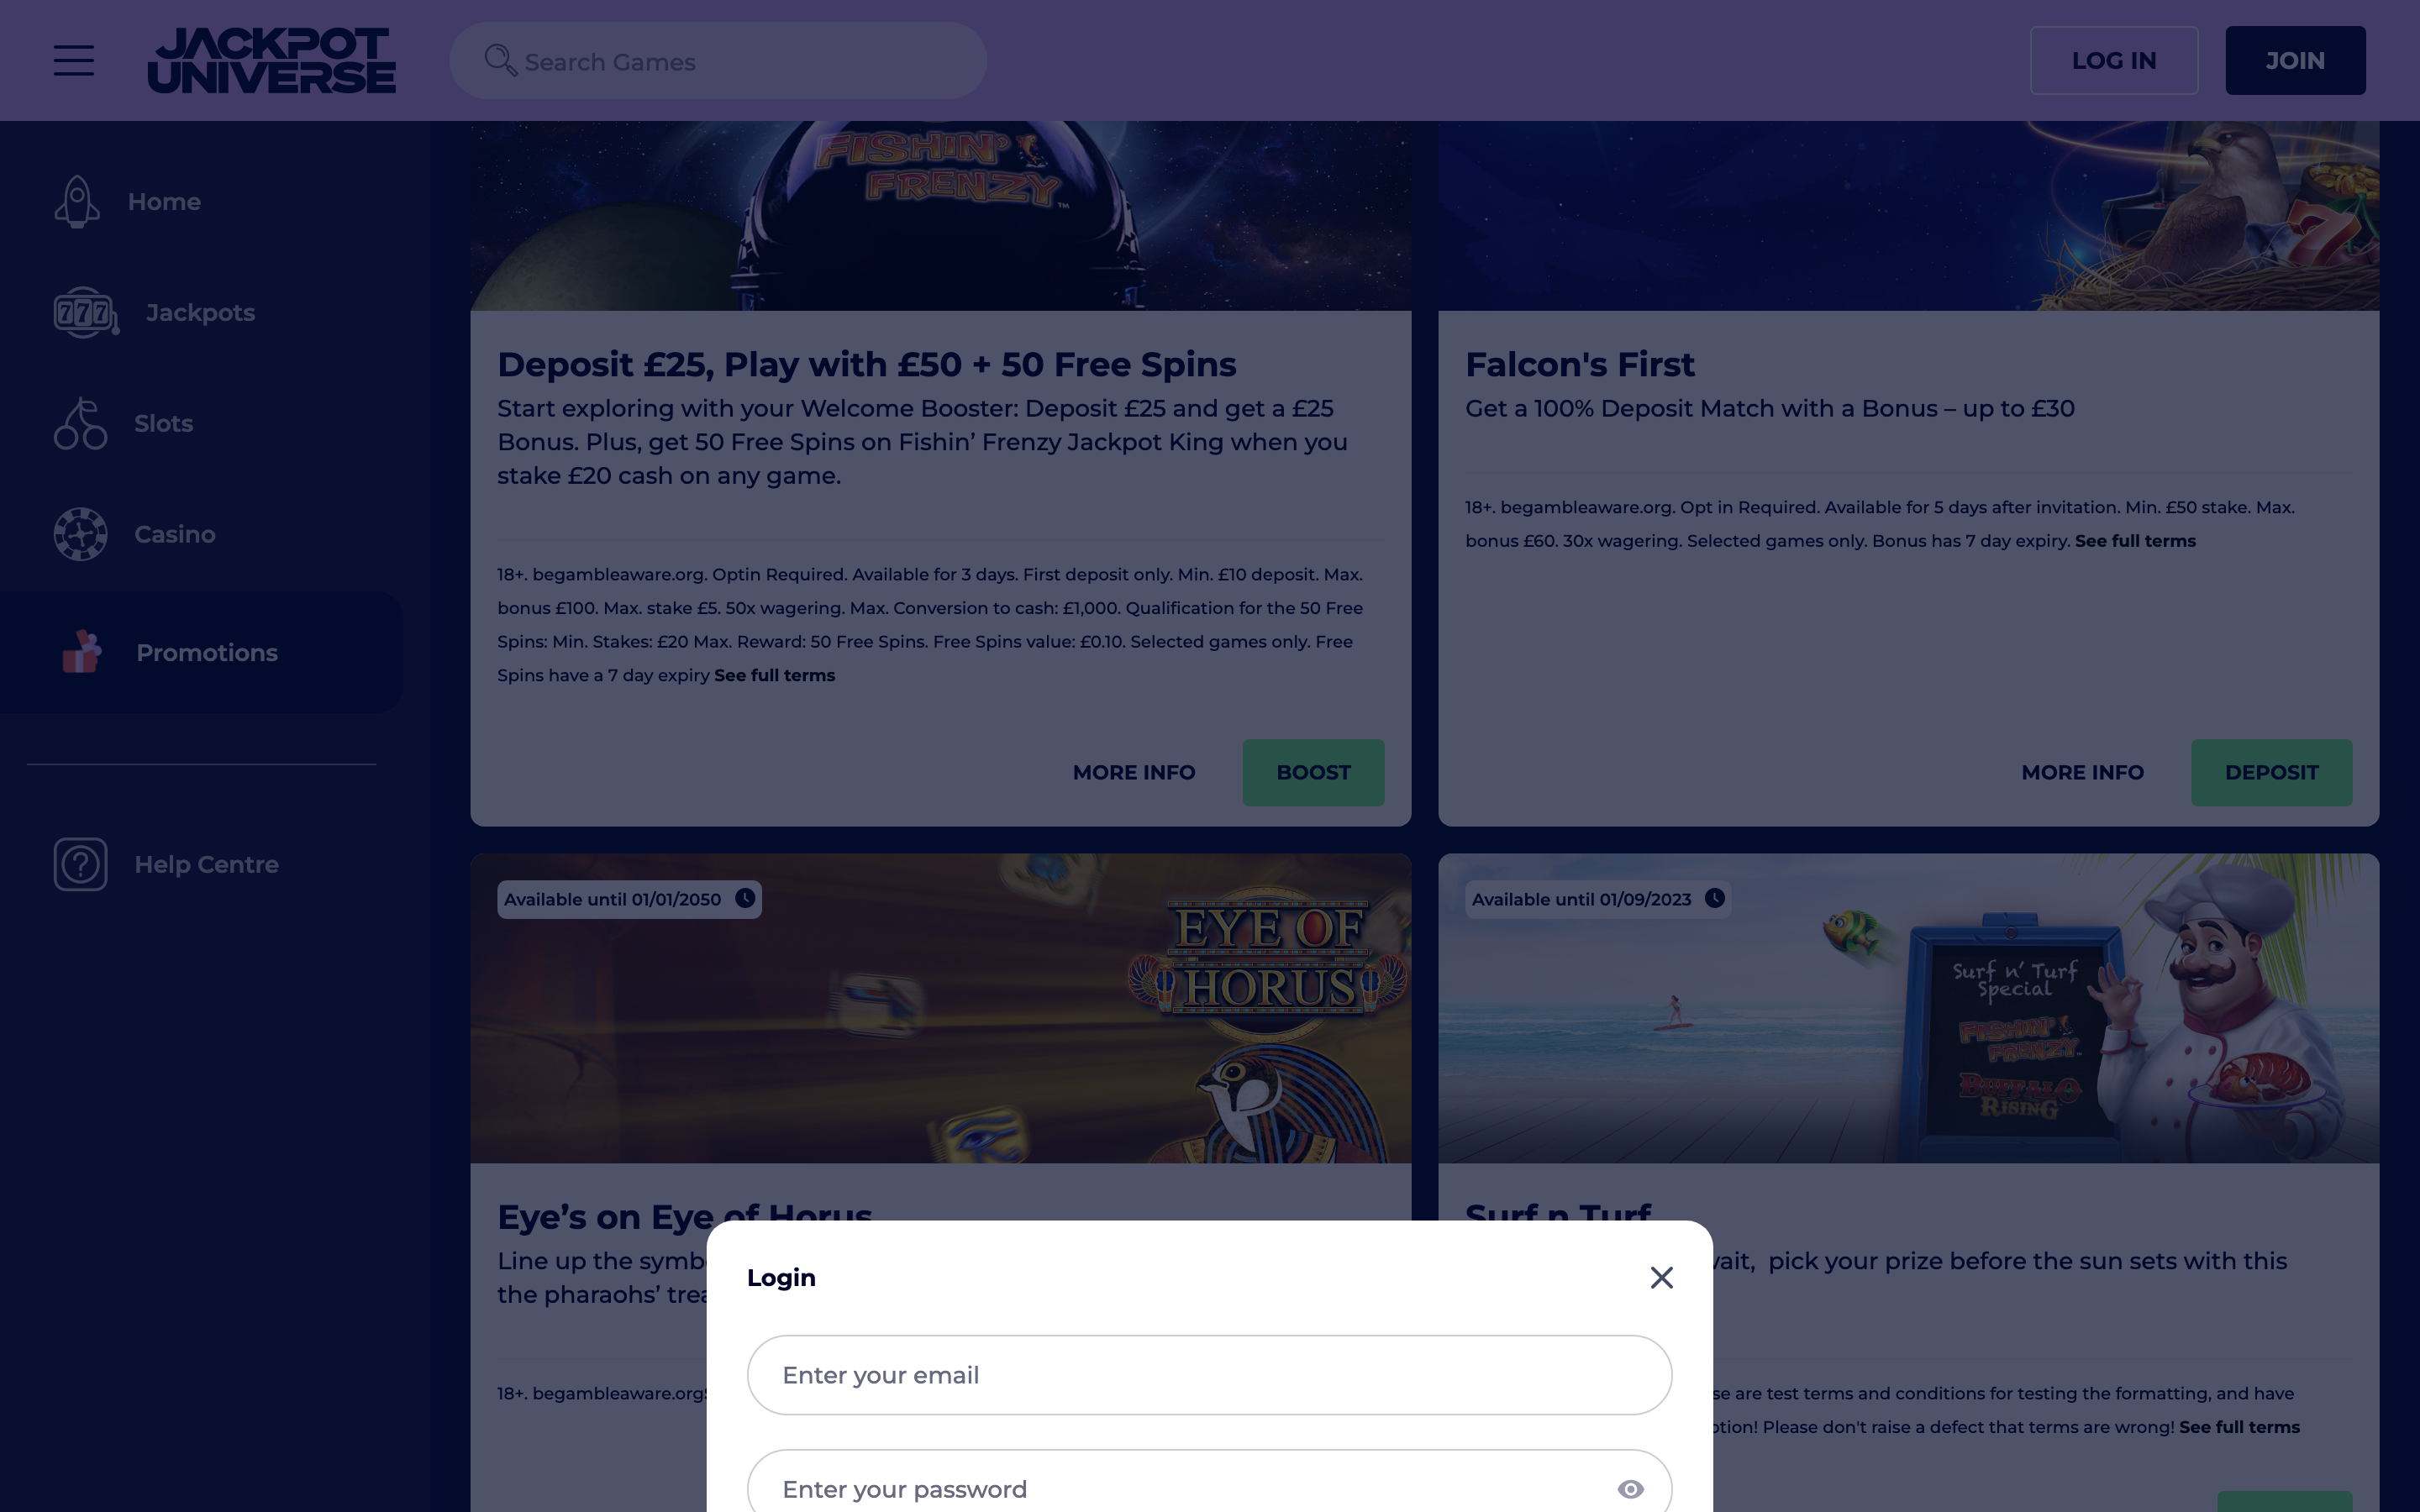 JACKPOT
UNIVERSE
Search Games
LOG IN
JOIN
Home
Jackpots
Slots
Casino
Promotions
Help Centre
FISHIN' FRENZY™
Deposit £25, Play with £50 + 50 Free Spins
Start exploring with your Welcome Booster: Deposit £25 and get a £25
Bonus. Plus, get 50 Free Spins on Fishin’ Frenzy Jackpot King when you
stake £20 cash on any game.
18+. begambleaware.org. Optin Required. Available for 3 days. First deposit only. Min. £10 deposit. Max.
bonus £100. Max. stake £5. 50x wagering. Max. Conversion to cash: £1,000. Qualification for the 50 Free
Spins: Min. Stakes: £20 Max. Reward: 50 Free Spins. Free Spins value: £0.10. Selected games only. Free
Spins have a 7 day expiry See full terms
MORE INFO
BOOST
Falcon's First
Get a 100% Deposit Match with a Bonus – up to £30
18+. begambleaware.org. Opt in Required. Available for 5 days after invitation. Min. £50 stake. Max.
bonus £60. 30x wagering. Selected games only. Bonus has 7 day expiry. See full terms
MORE INFO
DEPOSIT
Available until 01/01/2050
EYE OF
HORUS
Eye’s on Eye of Horus
Line up the symb
the pharaohs’ trea
18+. begambleaware.org
Available until 01/09/2023
Surf n' Turf
Special
FISHIN'
FRENZY
BUFFALO
RISING
Surf n Turf
wait, pick your prize before the sun sets with this
se are test terms and conditions for testing the formatting, and have
otion! Please don't raise a defect that terms are wrong! See full terms
Login
Enter your email
Enter your password